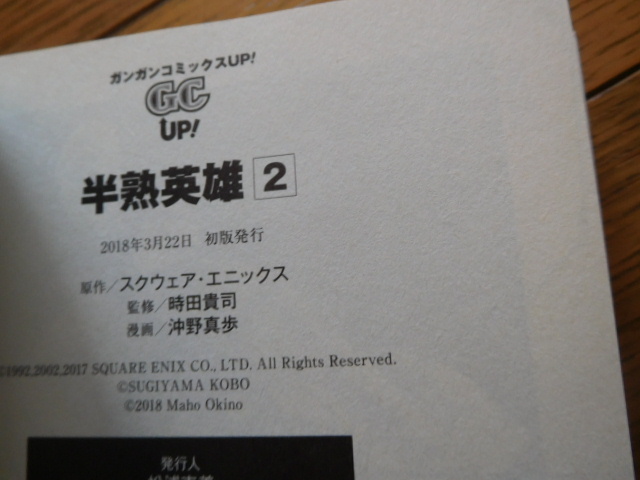 ガンガンコミックスUP!
GC
UP!
半熟英雄 2
2018年3月22日 初版発行
原作/スクウェア・エニックス
監修/時田貴司
漫画/沖野真歩
©1992,2002,2017 SQUARE ENIX CO., LTD. All Rights Reserved.
©SUGIYAMA KOBO
©2018 Maho Okino
発行人